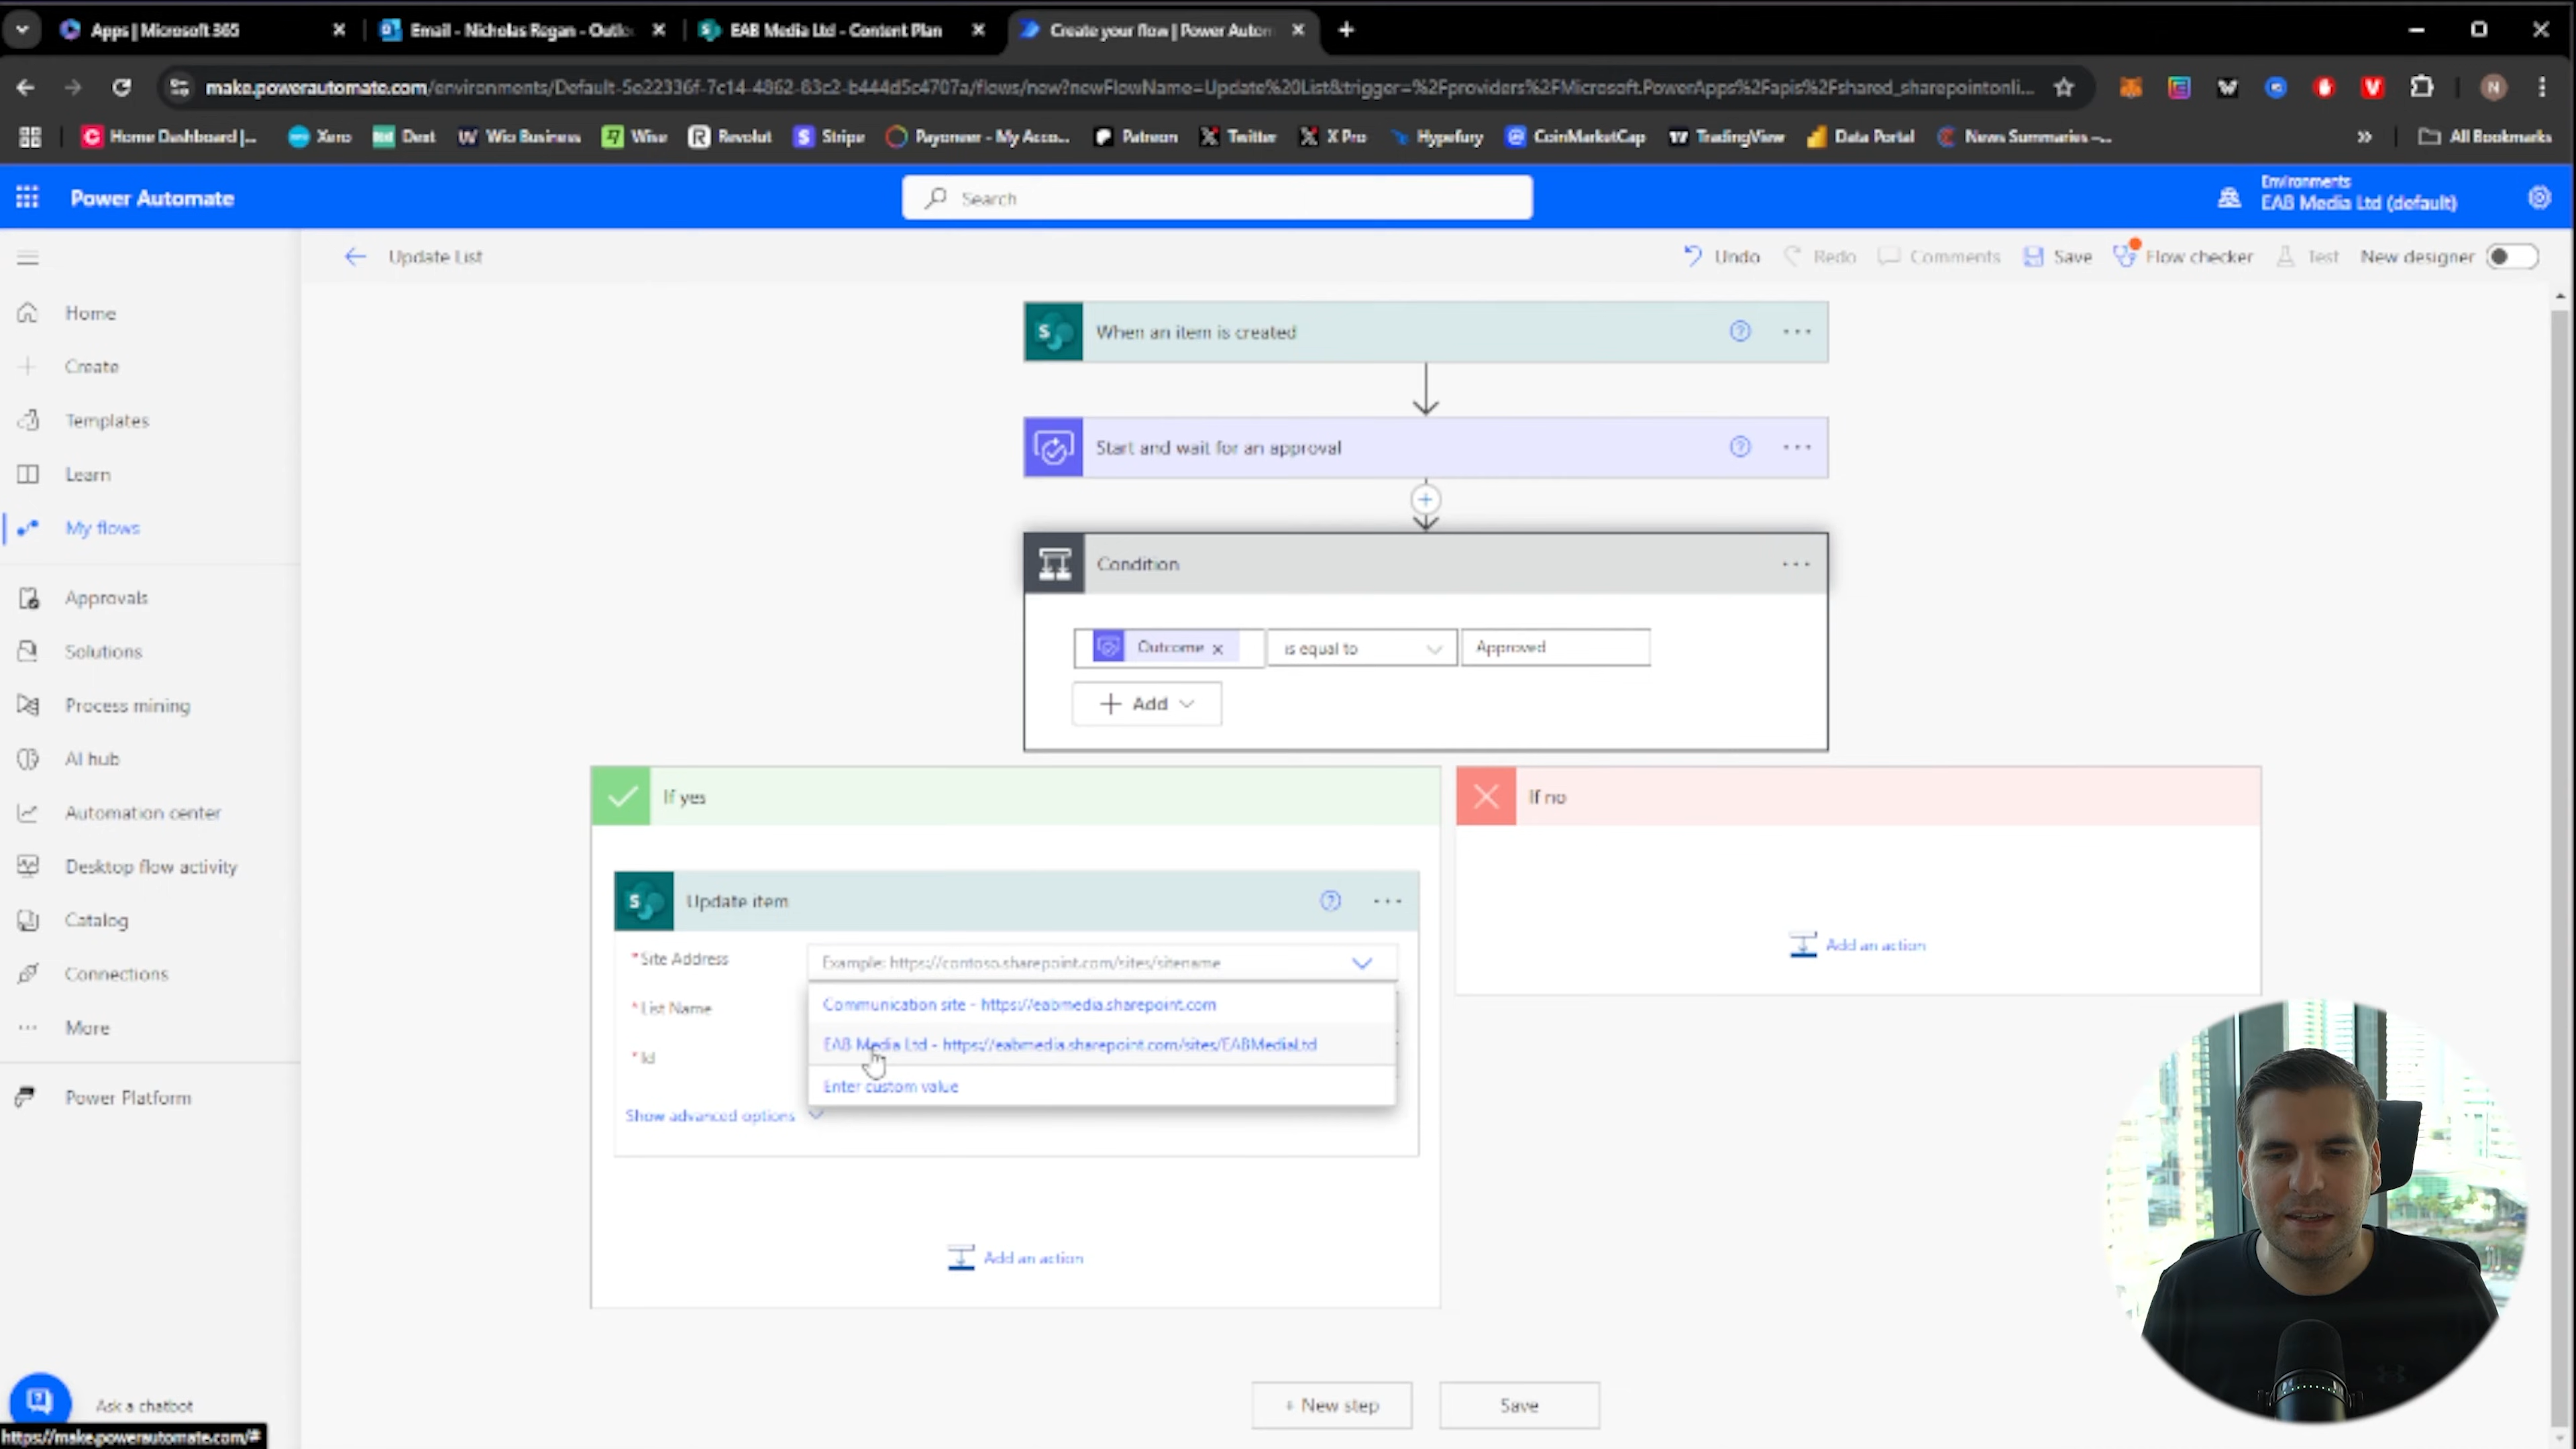 Apps | Microsoft 365
Email - Nicholas Regan - Outlo
EAB Media Ltd - Content Plan
Create your flow | Power Autom
make.powerautomate.com/environments/Default-5e22336f-7c14-4862-83c2-b444d5c4707a/flows/new?newFlowName=Update%20List&trigger=%2Fproviders%2FMicrosoft.PowerApps%2Fapis%2Fshared_sharepointonli...
N
Home Dashboard |...
Xero
Dext
Wio Business
Wise
Revolut
Stripe
Payoneer - My Acco...
Patreon
Twitter
X Pro
Hypefury
CoinMarketCap
TradingView
Data Portal
News Summaries –...
All Bookmarks
Power Automate
Search
Environments
EAB Media Ltd (default)
Update List
Undo
Redo
Comments
Save
Flow checker
Test
New designer
Home
Create
Templates
Learn
My flows
Approvals
Solutions
Process mining
AI hub
Automation center
Desktop flow activity
Catalog
Connections
More
Power Platform
Ask a chatbot
https://make.powerautomate.com/#
When an item is created
Start and wait for an approval
Condition
Outcome
is equal to
Approved
Add
If yes
If no
Update item
*Site Address
Example: https://contoso.sharepoint.com/sites/sitename
Communication site - https://eabmedia.sharepoint.com
*List Name
EAB Media Ltd - https://eabmedia.sharepoint.com/sites/EABMediaLtd
*Id
Enter custom value
Show advanced options
Add an action
Add an action
+ New step
Save